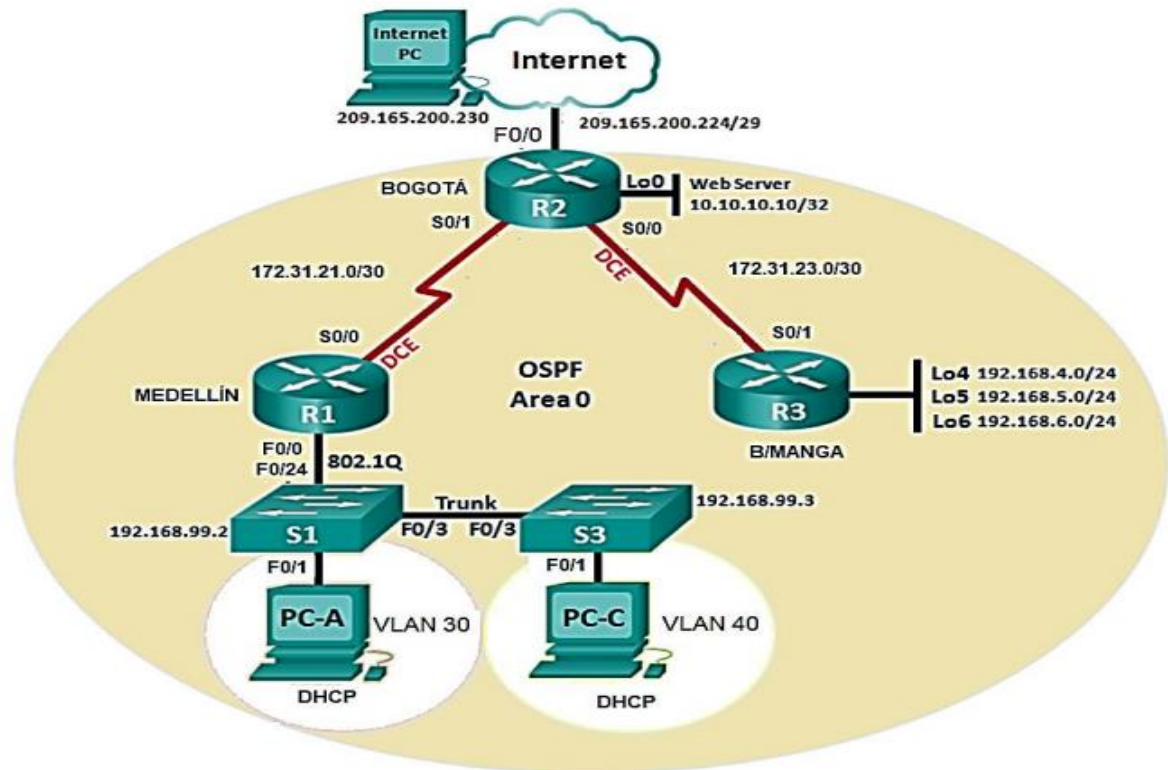 Internet
PC
Internet
209.165.200.230
F0/0
209.165.200.224/29
BOGOTÁ
R2
Lo0
Web Server
10.10.10.10/32
S0/1
S0/0
DCE
172.31.21.0/30
172.31.23.0/30
S0/0
DCE
S0/1
OSPF
Area 0
MEDELLÍN
R1
R3
Lo4 192.168.4.0/24
Lo5 192.168.5.0/24
Lo6 192.168.6.0/24
B/MANGA
F0/0
F0/24
802.1Q
Trunk
192.168.99.3
192.168.99.2
S1
F0/3
F0/3
S3
F0/1
F0/1
PC-A
VLAN 30
PC-C
VLAN 40
DHCP
DHCP